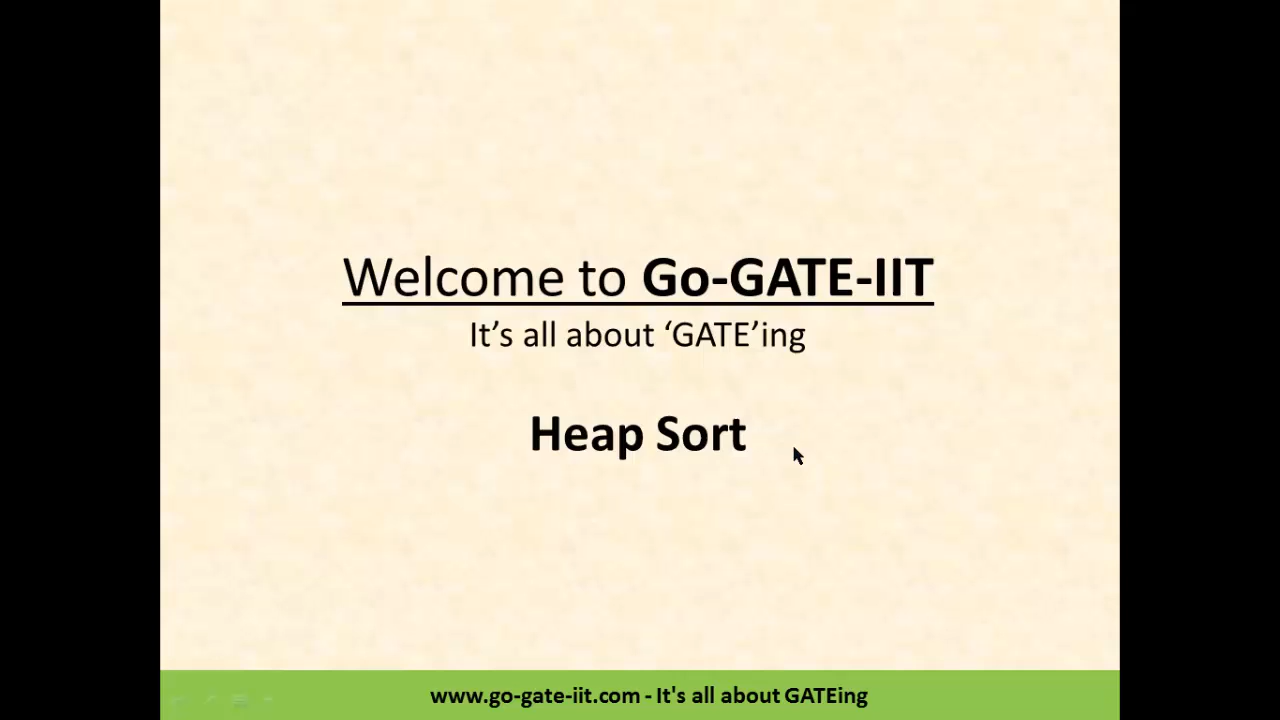 Welcome to Go-GATE-IIT
It’s all about ‘GATE’ing
Heap Sort
www.go-gate-iit.com - It's all about GATEing